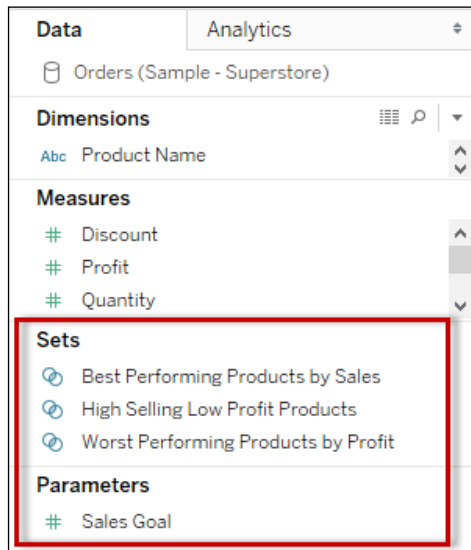 Data Analytics
Orders (Sample - Superstore)
Dimensions
Abc Product Name
Measures
# Discount
# Profit
# Quantity
Sets
Best Performing Products by Sales
High Selling Low Profit Products
Worst Performing Products by Profit
Parameters
# Sales Goal